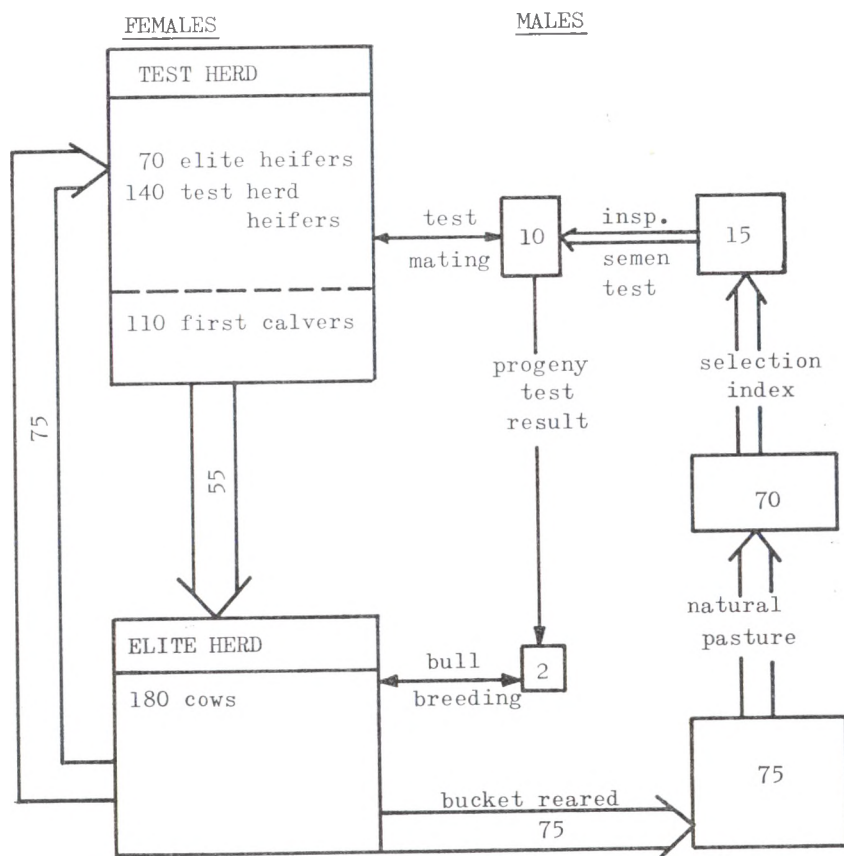 FEMALES
MALES
TEST HERD
70 elite heifers
140 test herd
heifers
110 first calvers
test
mating
10
insp.
semen
test
15
progeny
test
result
selection
index
75
55
70
natural
pasture
ELITE HERD
180 cows
bull
breeding
2
75
bucket reared
75